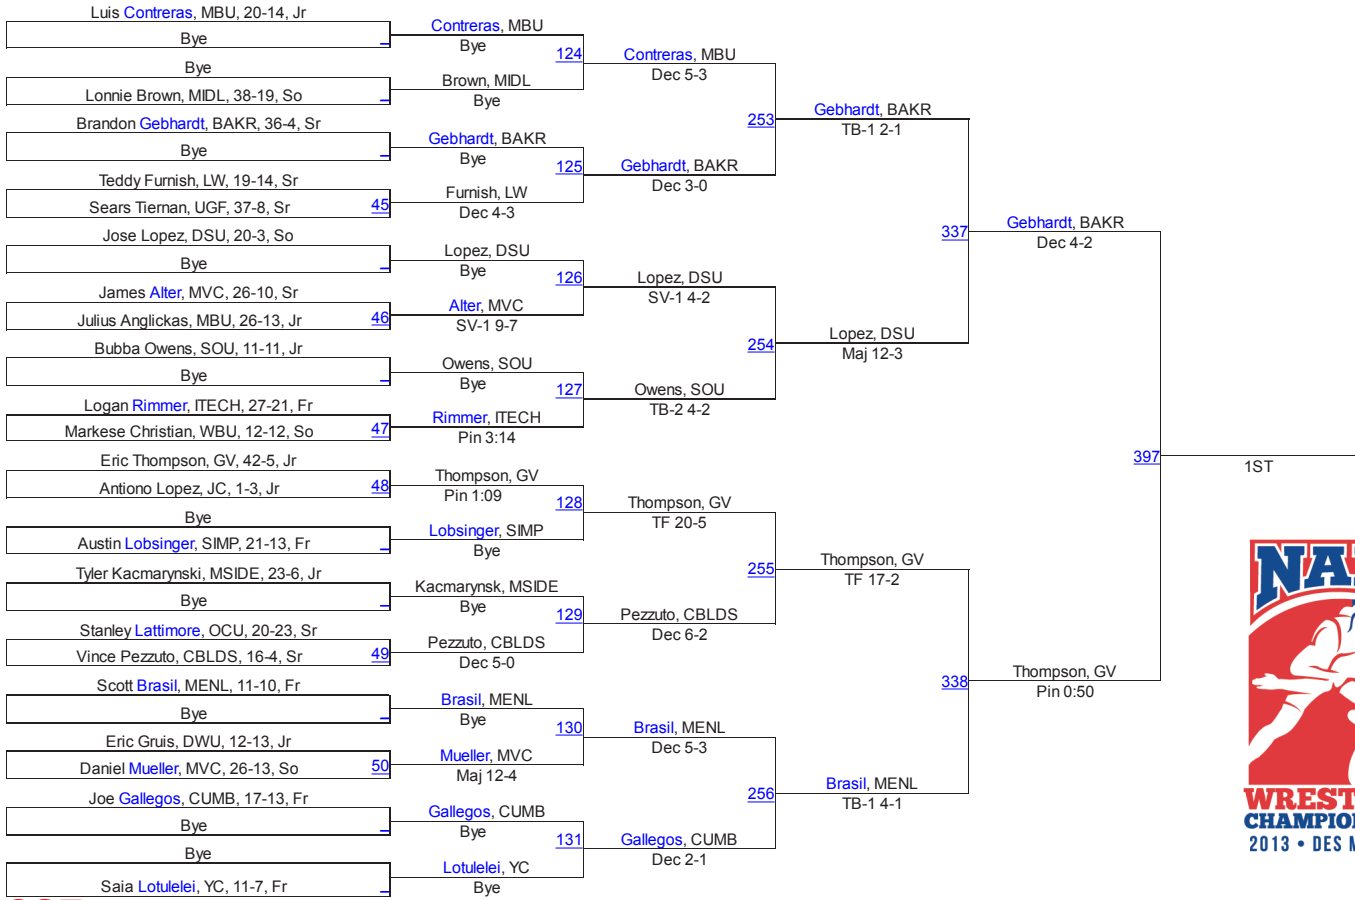 Luis Contreras, MBU, 20-14, Jr
Bye
Bye
Lonnie Brown, MIDL, 38-19, So
Brandon Gebhardt, BAKR, 36-4, Sr
Bye
Teddy Furnish, LW, 19-14, Sr
Sears Tiernan, UGF, 37-8, Sr
45
Jose Lopez, DSU, 20-3, So
Bye
James Alter, MVC, 26-10, Sr
Julius Anglickas, MBU, 26-13, Jr
46
Bubba Owens, SOU, 11-11, Jr
Bye
Logan Rimmer, ITECH, 27-21, Fr
Markese Christian, WBU, 12-12, So
47
Eric Thompson, GV, 42-5, Jr
Antiono Lopez, JC, 1-3, Jr
48
Bye
Austin Lobsinger, SIMP, 21-13, Fr
Tyler Kacmarynski, MSIDE, 23-6, Jr
Bye
Stanley Lattimore, OCU, 20-23, Sr
Vince Pezzuto, CBLDS, 16-4, Sr
49
Scott Brasil, MENL, 11-10, Fr
Bye
Eric Gruis, DWU, 12-13, Jr
Daniel Mueller, MVC, 26-13, So
50
Joe Gallegos, CUMB, 17-13, Fr
Bye
Bye
Saia Lotulelei, YC, 11-7, Fr
Contreras, MBU
Bye
124
Brown, MIDL
Bye
Gebhardt, BAKR
Bye
125
Furnish, LW
Dec 4-3
Lopez, DSU
Bye
126
Alter, MVC
SV-1 9-7
Owens, SOU
Bye
127
Rimmer, ITECH
Pin 3:14
Thompson, GV
Pin 1:09
128
Lobsinger, SIMP
Bye
Kacmarynsk, MSIDE
Bye
129
Pezzuto, CBLDS
Dec 5-0
Brasil, MENL
Bye
130
Mueller, MVC
Maj 12-4
Gallegos, CUMB
Bye
131
Lotulelei, YC
Bye
Contreras, MBU
Dec 5-3
253
Gebhardt, BAKR
Dec 3-0
Lopez, DSU
SV-1 4-2
254
Owens, SOU
TB-2 4-2
Thompson, GV
TF 20-5
255
Pezzuto, CBLDS
Dec 6-2
Brasil, MENL
Dec 5-3
256
Gallegos, CUMB
Dec 2-1
Gebhardt, BAKR
TB-1 2-1
337
Lopez, DSU
Maj 12-3
Thompson, GV
TF 17-2
338
Brasil, MENL
TB-1 4-1
Gebhardt, BAKR
Dec 4-2
397
Thompson, GV
Pin 0:50
1ST
NA
WREST
CHAMPIO
2013 • DES M